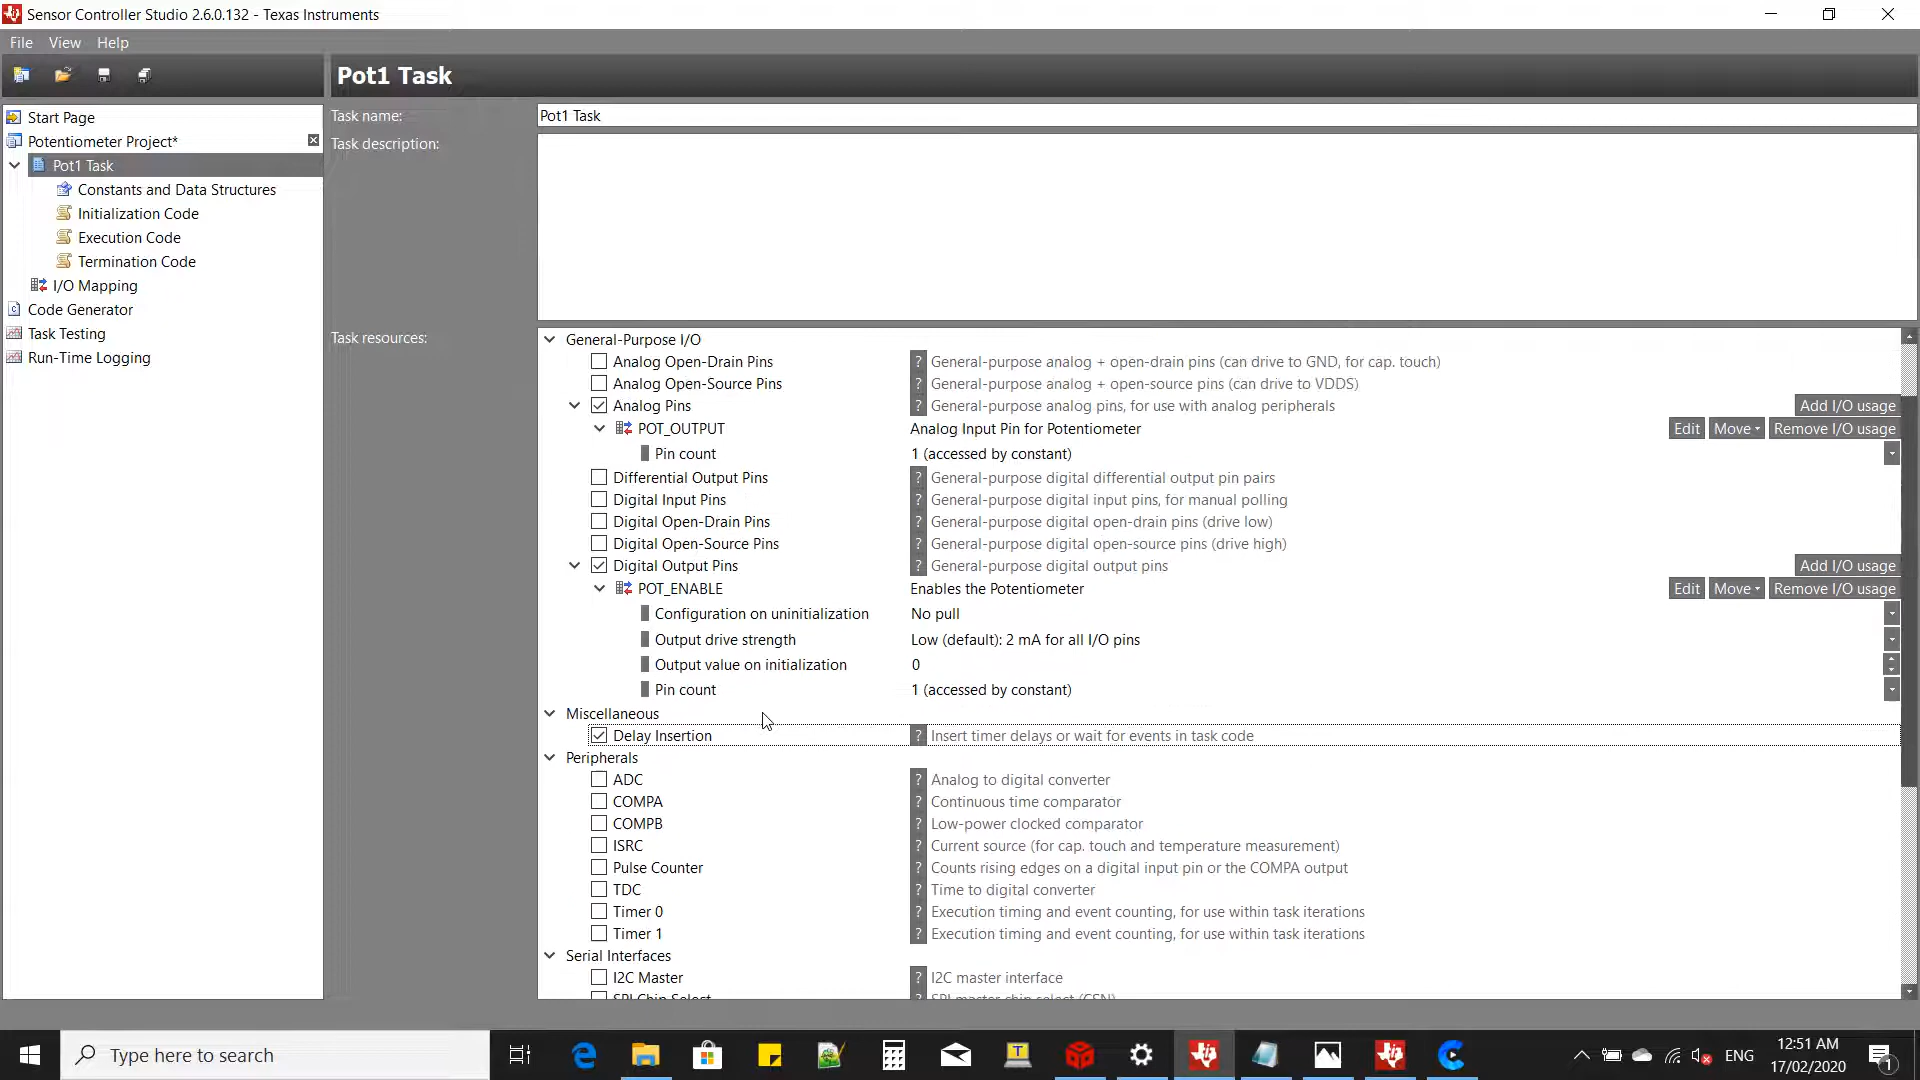 Sensor Controller Studio 2.6.0.132 - Texas Instruments
File View Help
Pot1 Task
Start Page
Potentiometer Project*
Pot1 Task
Constants and Data Structures
Initialization Code
Execution Code
Termination Code
I/O Mapping
Code Generator
Task Testing
Run-Time Logging
Task name: Pot1 Task
Task description:
Task resources:
General-Purpose I/O
Analog Open-Drain Pins ? General-purpose analog + open-drain pins (can drive to GND, for cap. touch)
Analog Open-Source Pins ? General-purpose analog + open-source pins (can drive to VDDS)
Analog Pins ? General-purpose analog pins, for use with analog peripherals Add I/O usage
POT_OUTPUT Analog Input Pin for Potentiometer Edit Move Remove I/O usage
Pin count 1 (accessed by constant)
Differential Output Pins ? General-purpose digital differential output pin pairs
Digital Input Pins ? General-purpose digital input pins, for manual polling
Digital Open-Drain Pins ? General-purpose digital open-drain pins (drive low)
Digital Open-Source Pins ? General-purpose digital open-source pins (drive high)
Digital Output Pins ? General-purpose digital output pins Add I/O usage
POT_ENABLE Enables the Potentiometer Edit Move Remove I/O usage
Configuration on uninitialization No pull
Output drive strength Low (default): 2 mA for all I/O pins
Output value on initialization 0
Pin count 1 (accessed by constant)
Miscellaneous
Delay Insertion ? Insert timer delays or wait for events in task code
Peripherals
ADC ? Analog to digital converter
COMPA ? Continuous time comparator
COMPB ? Low-power clocked comparator
ISRC ? Current source (for cap. touch and temperature measurement)
Pulse Counter ? Counts rising edges on a digital input pin or the COMPA output
TDC ? Time to digital converter
Timer 0 ? Execution timing and event counting, for use within task iterations
Timer 1 ? Execution timing and event counting, for use within task iterations
Serial Interfaces
I2C Master ? I2C master interface
SPI Chip Select ? SPI master chip select (CSN)
Type here to search
ENG
12:51 AM
17/02/2020
1